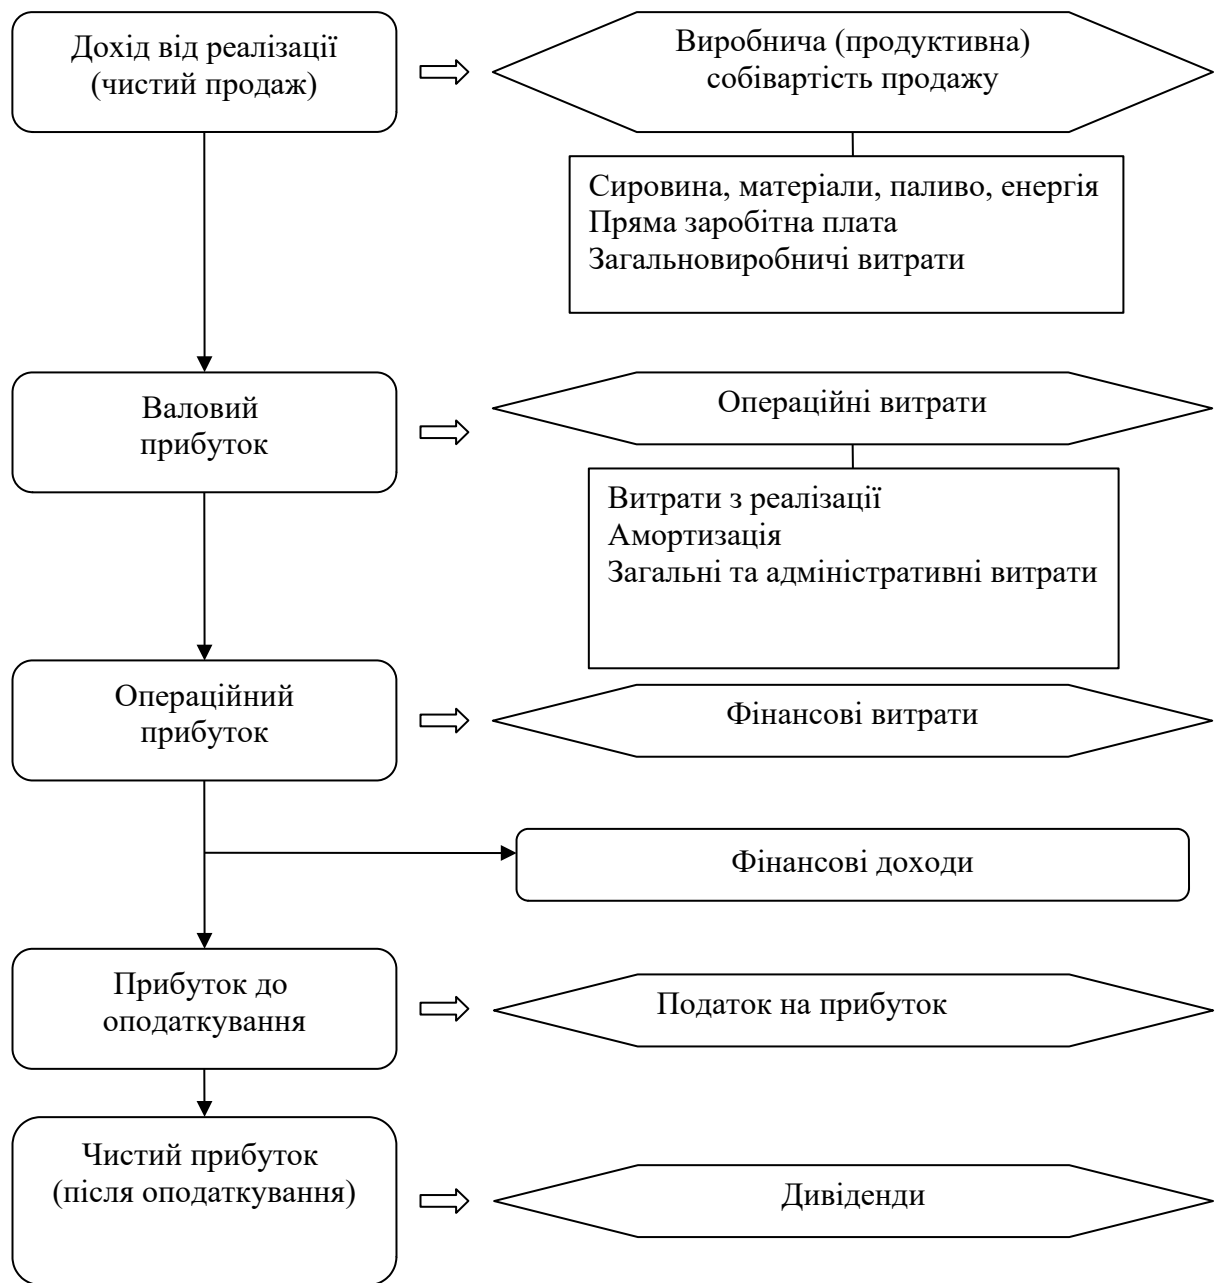 Дохід від реалізації
(чистий продаж)
Виробнича (продуктивна)
собівартість продажу
Сировина, матеріали, паливо, енергія
Пряма заробітна плата
Загальновиробничі витрати
Валовий
прибуток
Операційні витрати
Витрати з реалізації
Амортизація
Загальні та адміністративні витрати
Операційний
прибуток
Фінансові витрати
Фінансові доходи
Прибуток до
оподаткування
Податок на прибуток
Чистий прибуток
(після оподаткування)
Дивіденди